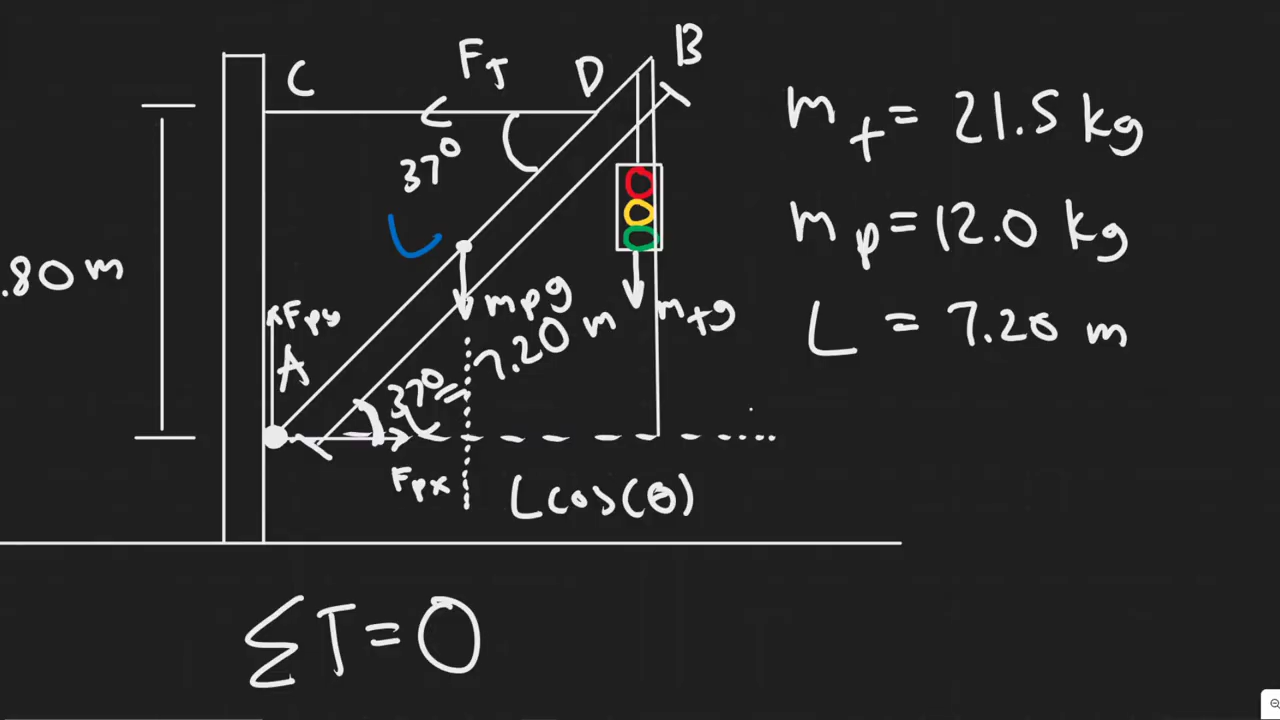 C
F_T
D
B
37°
.80 m
F_py
A
m_p g
7.20 m
m_t g
37°
F_px
L cos(θ)
ΣT = 0
m_t = 21.5 kg
m_p = 12.0 kg
L = 7.20 m